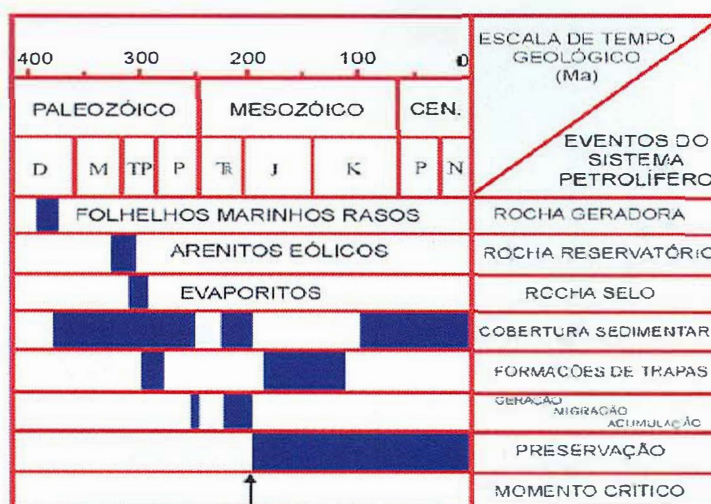 400 300 200 100 0
ESCALA DE TEMPO
GEOLÓGICO
(Ma)
PALEOZÓICO MESOZÓICO CEN.
EVENTOS DO
SISTEMA
PETROLÍFERO
D M TP P TR J K P N
FOLHELHOS MARINHOS RASOS ROCHA GERADORA
ARENITOS EÓLICOS ROCHA RESERVATÓRIO
EVAPORITOS ROCHA SELO
COBERTURA SEDIMENTAR
FORMAÇÕES DE TRAPAS
GERAÇÃO
MIGRAÇÃO
ACUMULAÇÃO
PRESERVAÇÃO
MOMENTO CRÍTICO